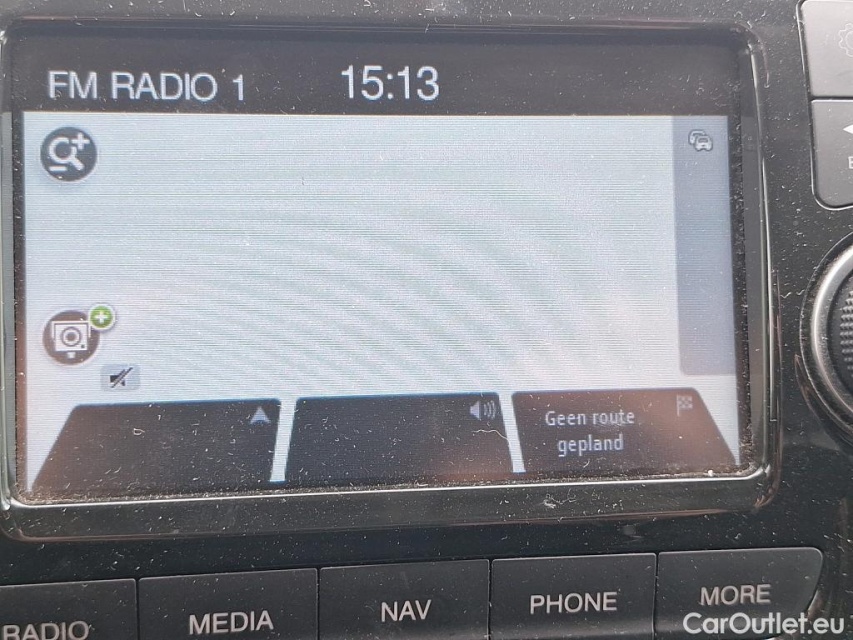 FM RADIO 1
15:13
Geen route
gepland
RADIO
MEDIA
NAV
PHONE
MORE
CarOutlet.eu